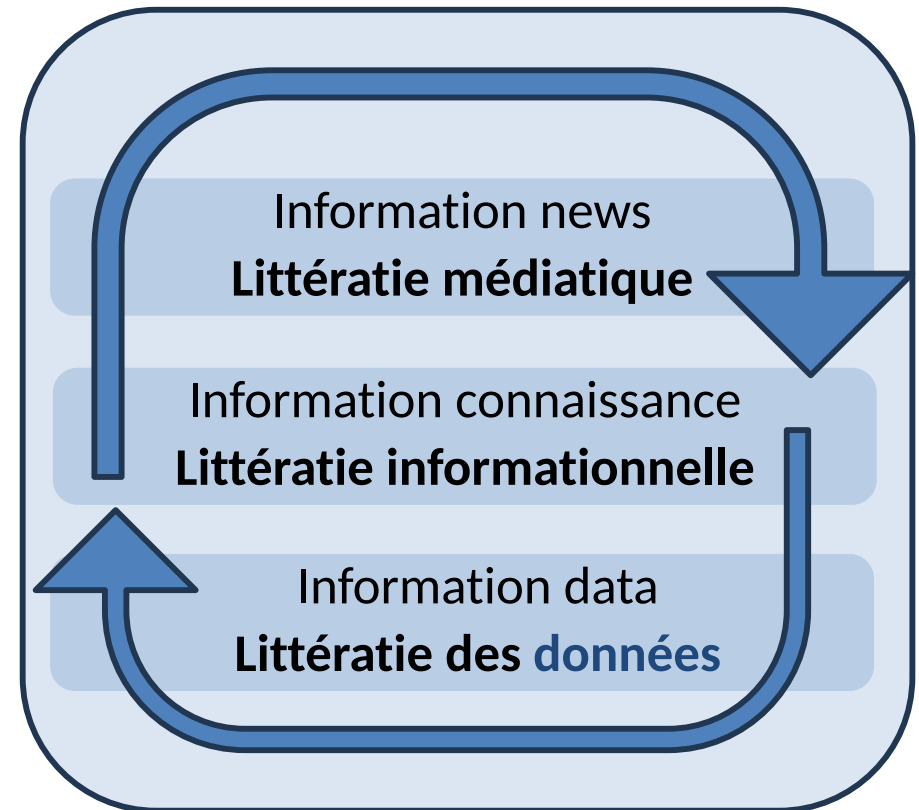 Information news
Littératie médiatique
Information connaissance
Littératie informationnelle
Information data
Littératie des données